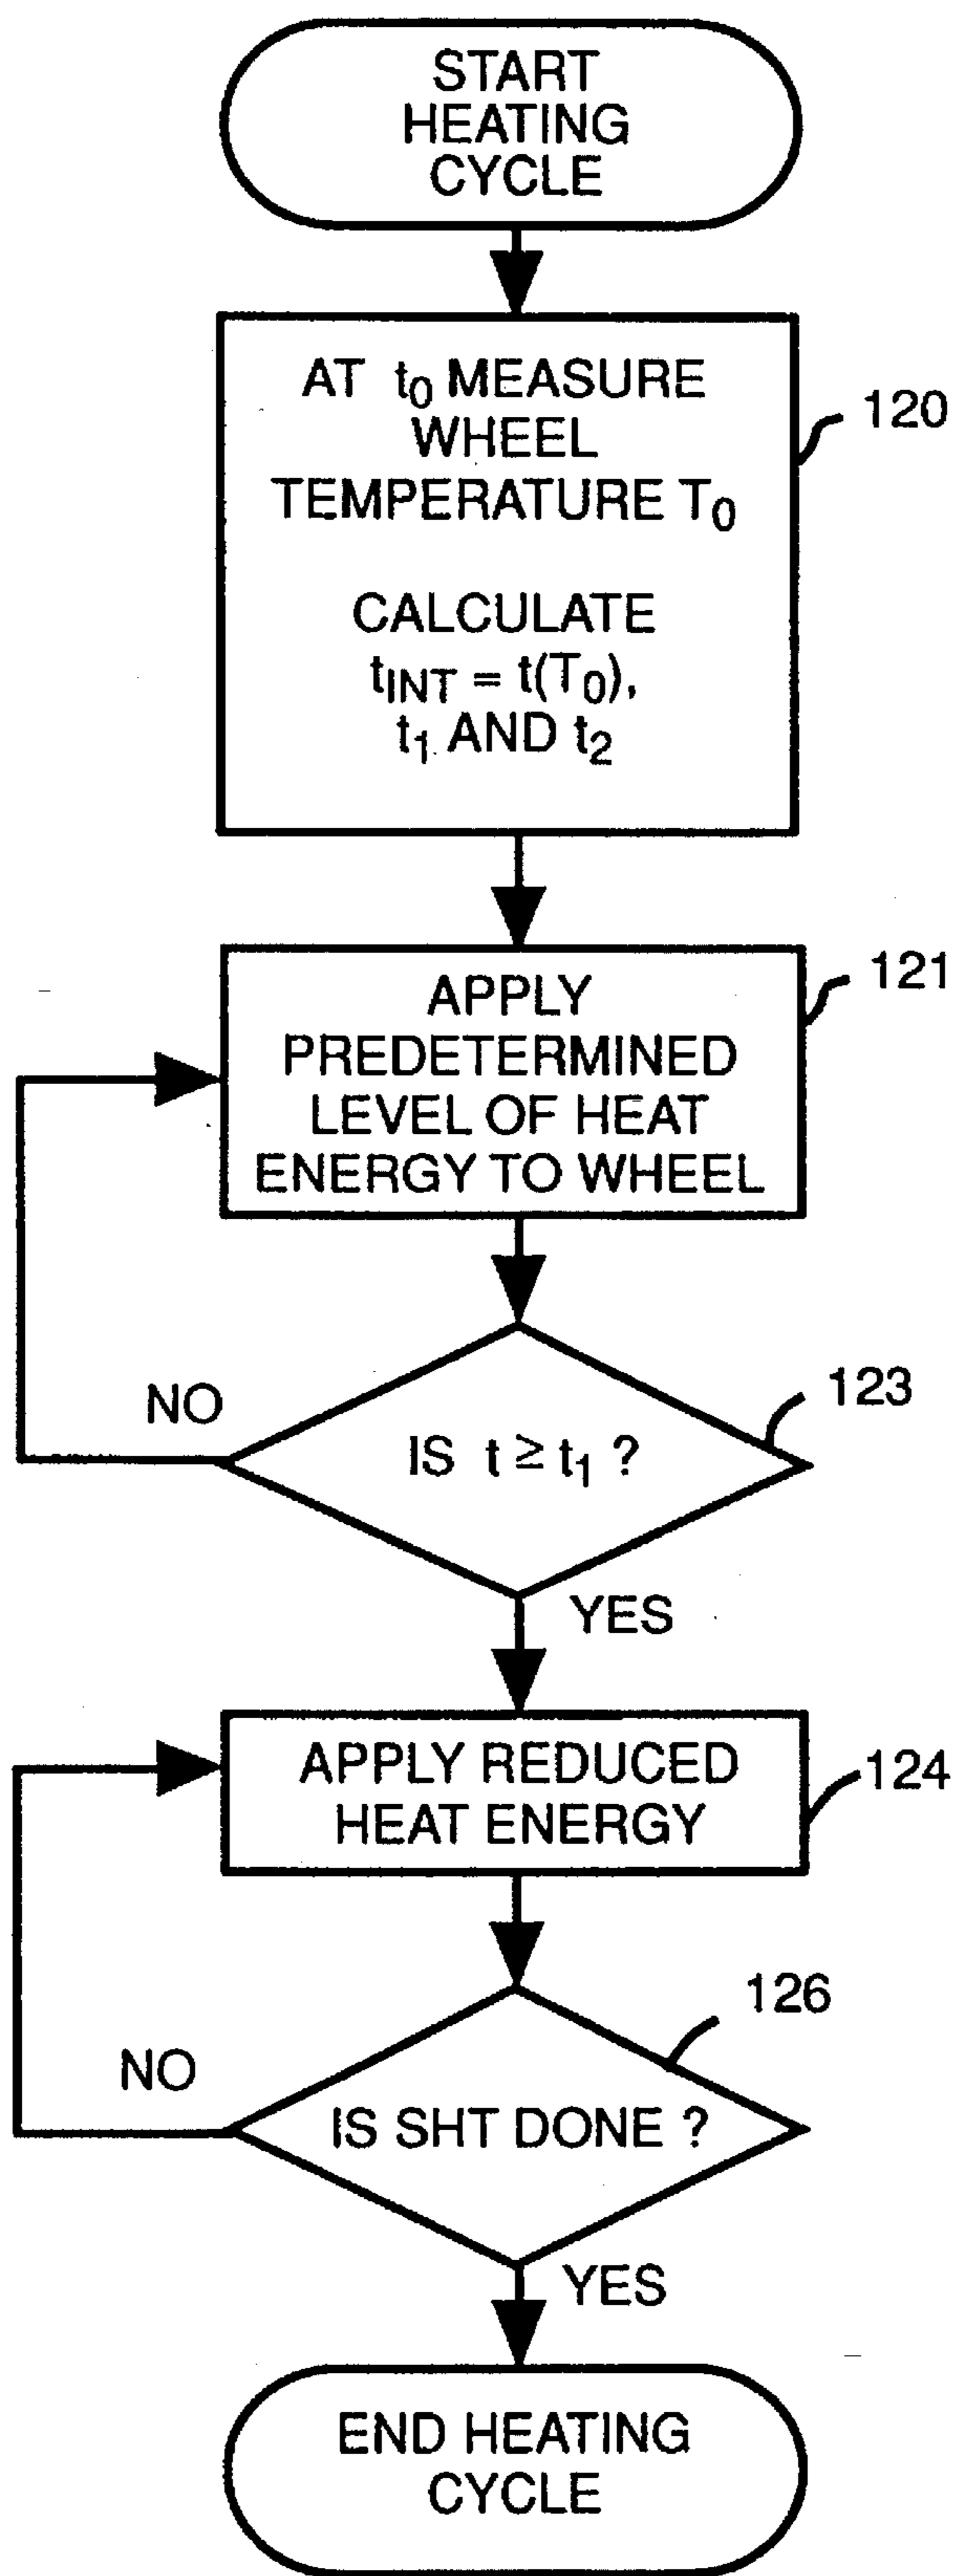 START
HEATING
CYCLE
AT t₀ MEASURE
WHEEL
TEMPERATURE T₀
CALCULATE
t_INT = t(T₀),
t₁ AND t₂
120
APPLY
PREDETERMINED
LEVEL OF HEAT
ENERGY TO WHEEL
121
NO
IS t ≥ t₁ ?
123
YES
APPLY REDUCED
HEAT ENERGY
124
NO
IS SHT DONE ?
126
YES
END HEATING
CYCLE